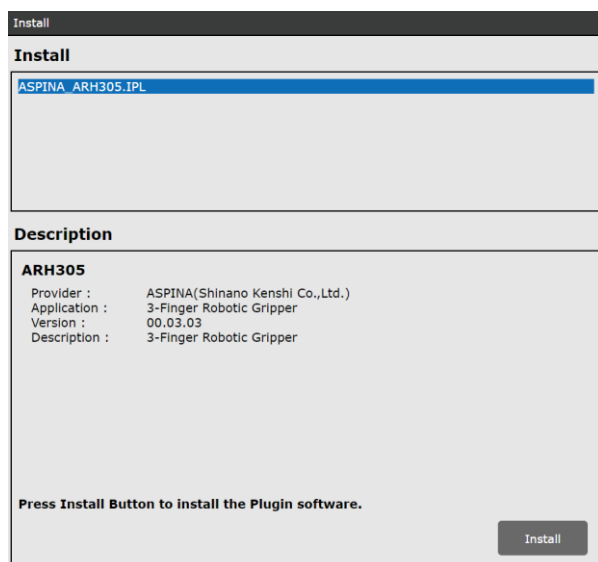 Install
Install
ASPINA_ARH305.IPL
Description
ARH305
Provider : ASPINA(Shinano Kenshi Co.,Ltd.)
Application : 3-Finger Robotic Gripper
Version : 00.03.03
Description : 3-Finger Robotic Gripper
Press Install Button to install the Plugin software.
Install